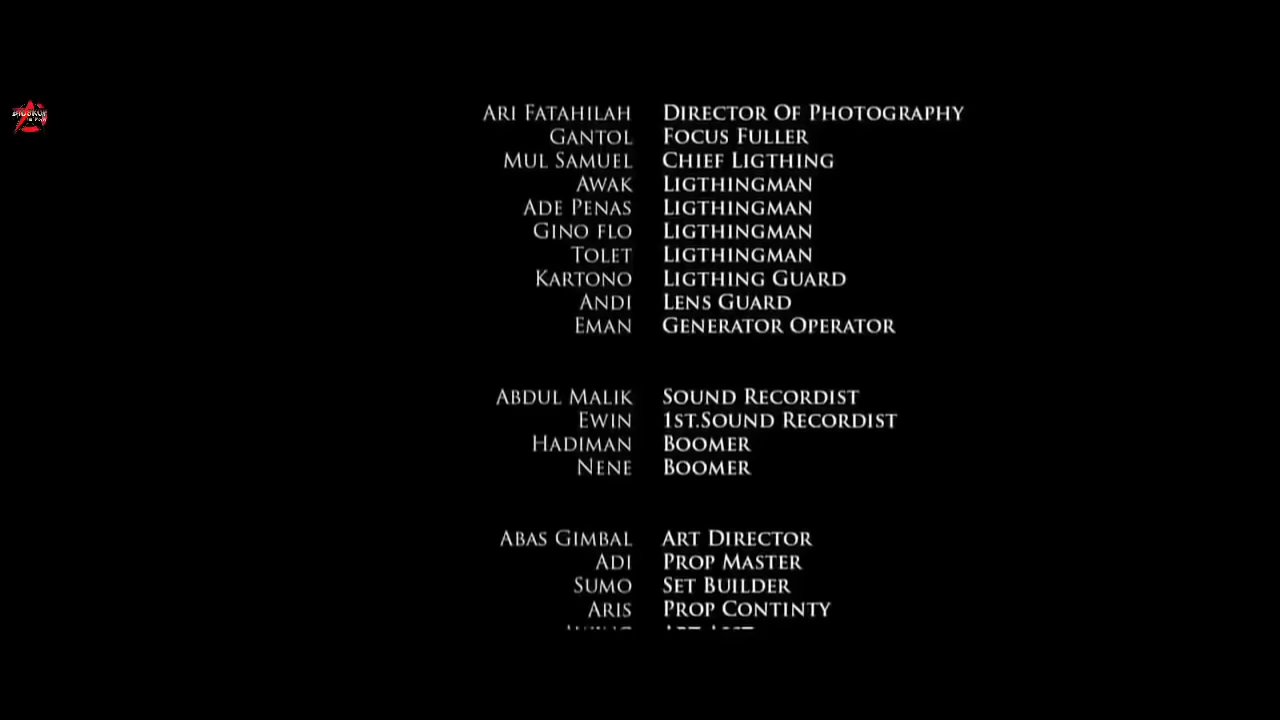 ARI FATAHILAH DIRECTOR OF PHOTOGRAPHY
GANTOL FOCUS FULLER
MUL SAMUEL CHIEF LIGTHING
AWAK LIGTHINGMAN
ADE PENAS LIGTHINGMAN
GINO FLO LIGTHINGMAN
TOLET LIGTHINGMAN
KARTONO LIGTHING GUARD
ANDI LENS GUARD
EMAN GENERATOR OPERATOR
ABDUL MALIK SOUND RECORDIST
EWIN 1ST.SOUND RECORDIST
HADIMAN BOOMER
NENE BOOMER
ABAS GIMBAL ART DIRECTOR
ADI PROP MASTER
SUMO SET BUILDER
ARIS PROP CONTINTY